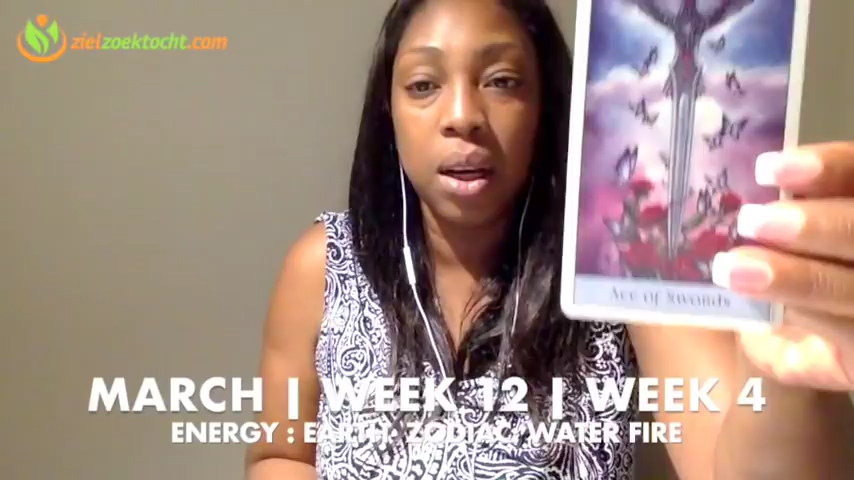 zielzoektocht.com
Ace of Swords
MARCH | WEEK 12 | WEEK 4
ENERGY : EARTH, ZODIAC, WATER FIRE